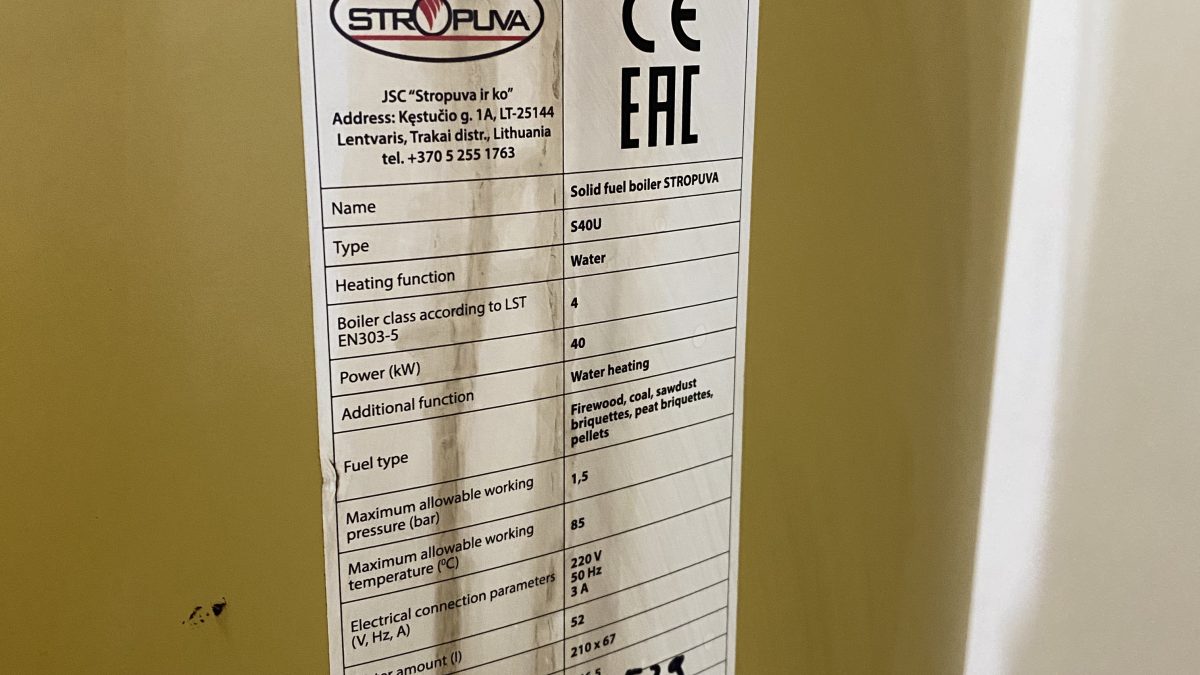 STROPUVA
CE
EAC
JSC “Stropuva ir ko”
Address: Kęstučio g. 1A, LT-25144
Lentvaris, Trakai distr., Lithuania
tel. +370 5 255 1763
Name
Solid fuel boiler STROPUVA
Type
S40U
Heating function
Water
Boiler class according to LST
EN303-5
4
Power (kW)
40
Additional function
Water heating
Fuel type
Firewood, coal, sawdust
briquettes, peat briquettes,
pellets
Maximum allowable working
pressure (bar)
1,5
Maximum allowable working
temperature (ºC)
85
Electrical connection parameters
(V, Hz, A)
220 V
50 Hz
3 A
amount (l)
52
210 x 67